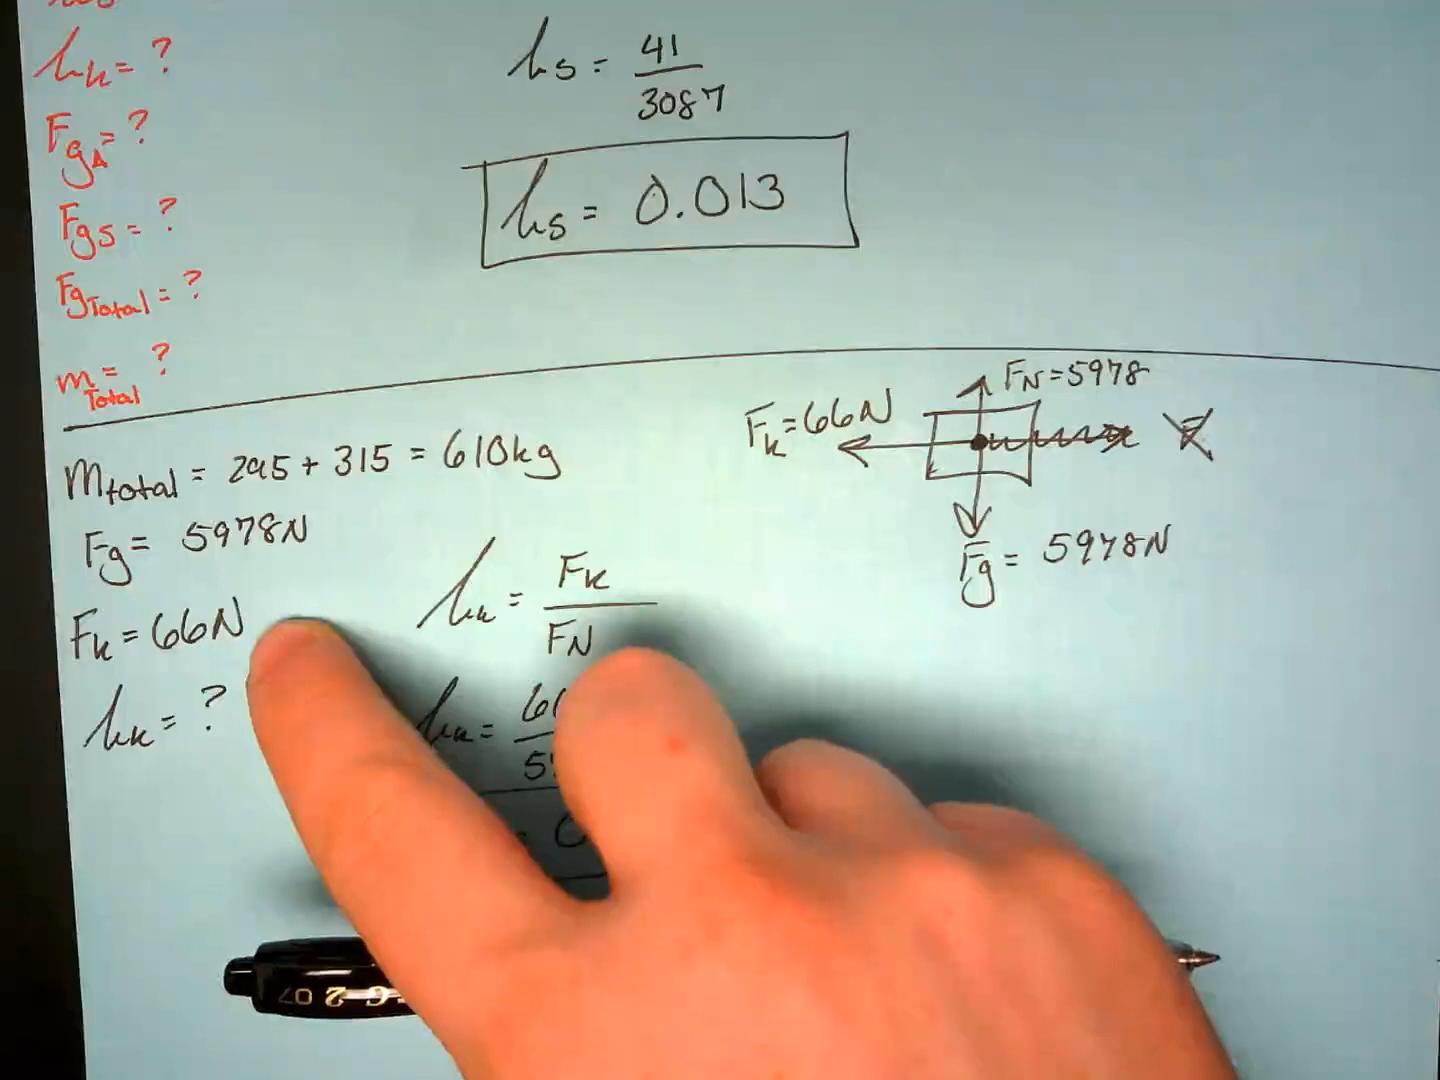 μk = ?
FgA = ?
Fgs = ?
FgTotal = ?
mTotal = ?
μs = 41/3087
μs = 0.013
mtotal = 295 + 315 = 610kg
Fg = 5978N
Fk = 66N
μk = ?
μk = Fk/FN
μk =
FN = 5978
Fk = 66N
Fg = 5978N